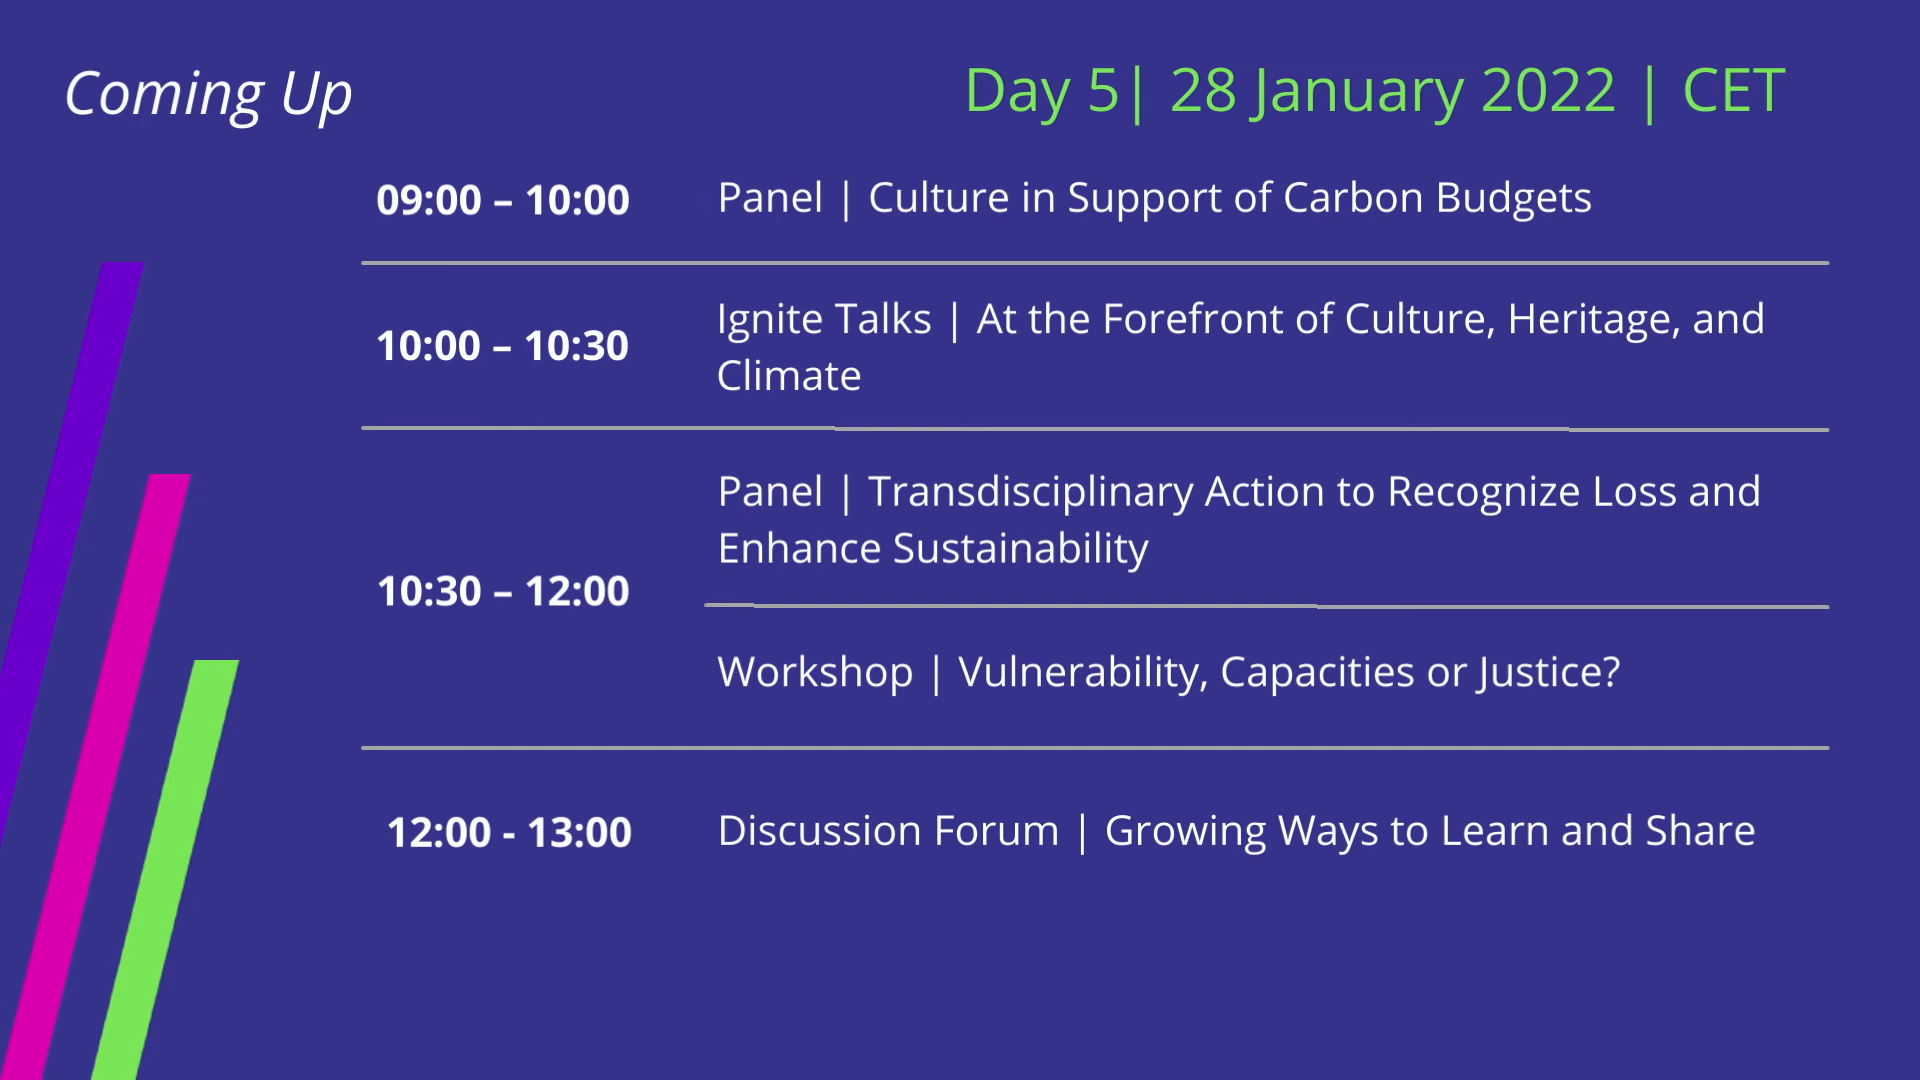 Coming Up
Day 5| 28 January 2022 | CET
09:00 – 10:00
Panel | Culture in Support of Carbon Budgets
10:00 – 10:30
Ignite Talks | At the Forefront of Culture, Heritage, and
Climate
10:30 – 12:00
Panel | Transdisciplinary Action to Recognize Loss and
Enhance Sustainability
Workshop | Vulnerability, Capacities or Justice?
12:00 - 13:00
Discussion Forum | Growing Ways to Learn and Share